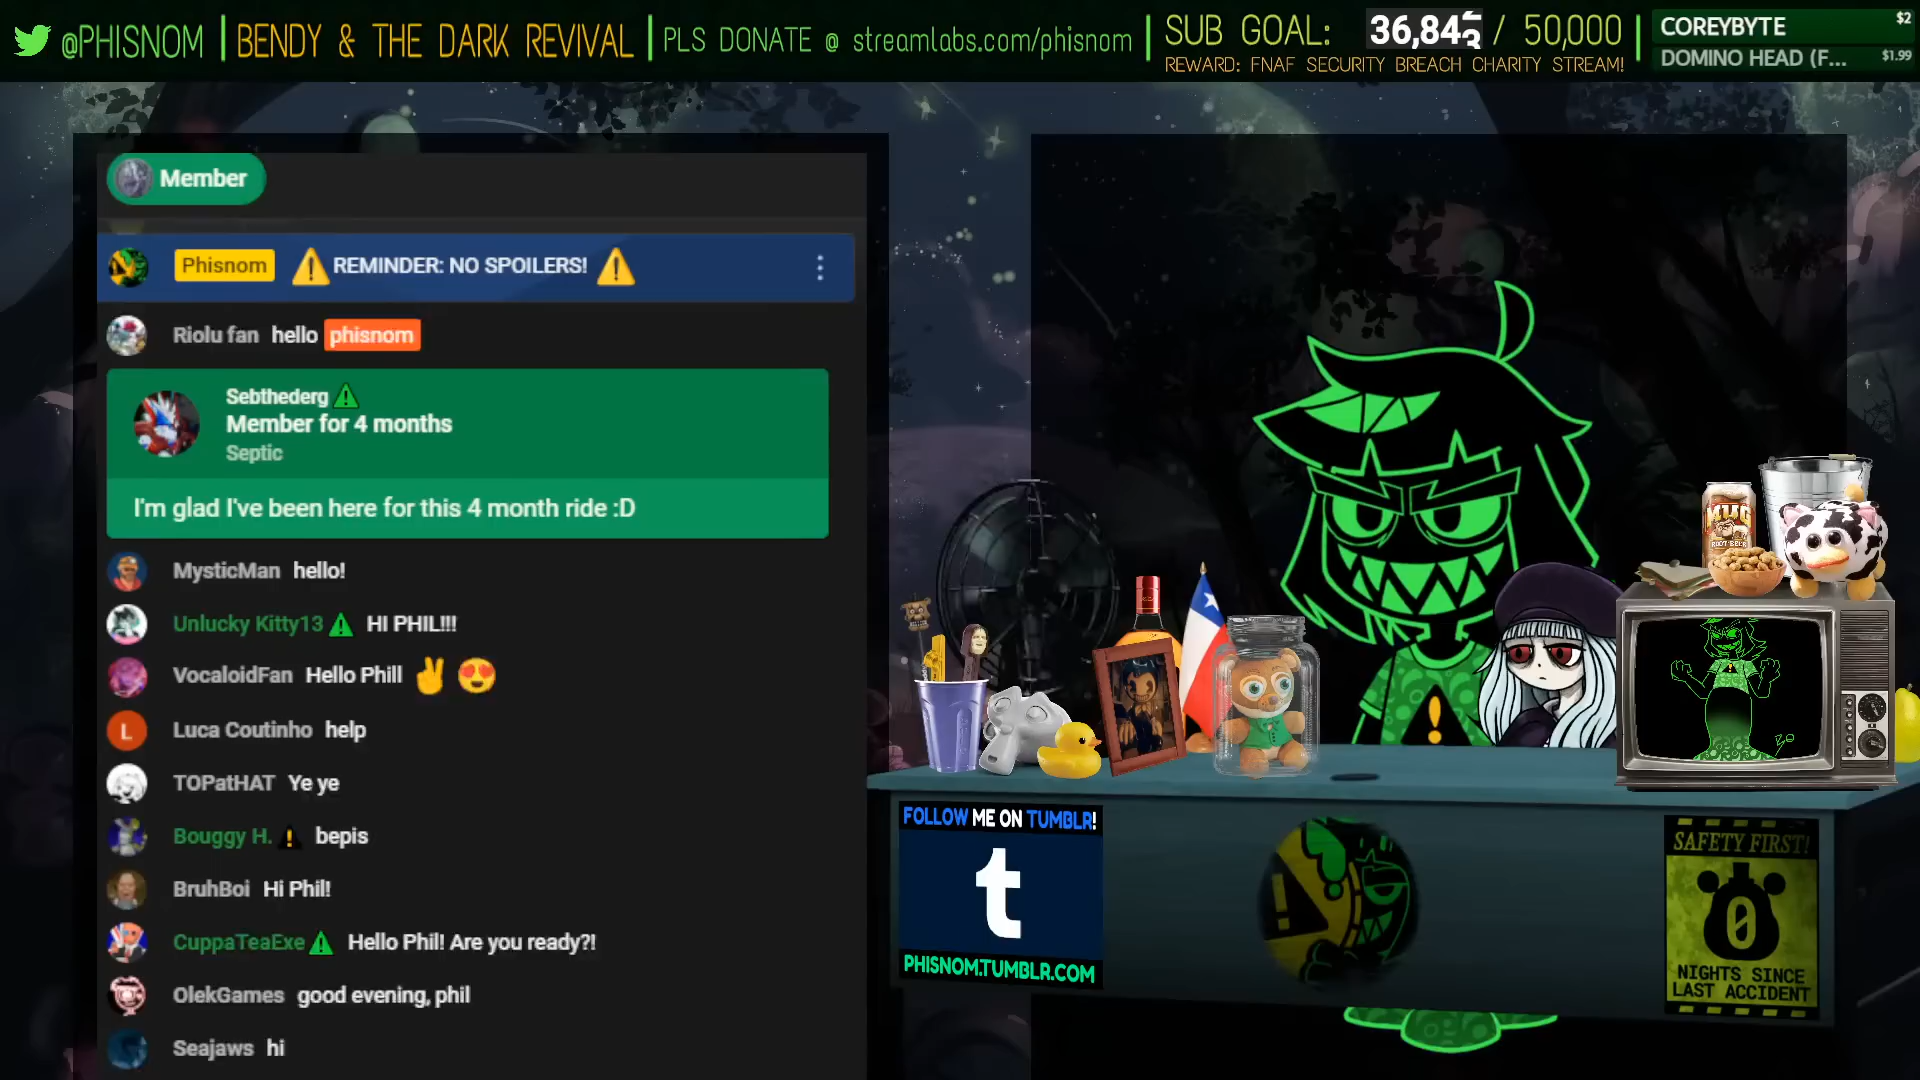 @PHISNOM
BENDY & THE DARK REVIVAL
PLS DONATE @ streamlabs.com/phisnom
SUB GOAL: 36,84 / 50,000
REWARD: FNAF SECURITY BREACH CHARITY STREAM!
COREYBYTE $2
DOMINO HEAD (F... $1.99
Member
Phisnom ⚠️ REMINDER: NO SPOILERS! ⚠️
Riolu fan hello phisnom
Sebthederg
Member for 4 months
Septic
I'm glad I've been here for this 4 month ride :D
MysticMan hello!
Unlucky Kitty13 HI PHIL!!!
VocaloidFan Hello Phill ✌️ 😍
L Luca Coutinho help
TOPatHAT Ye ye
Bouggy H. bepis
BruhBoi Hi Phil!
CuppaTeaExe Hello Phil! Are you ready?!
OlekGames good evening, phil
Seajaws hi
MUG
ROOT BEER
FOLLOW ME ON TUMBLR!
t
PHISNOM.TUMBLR.COM
SAFETY FIRST!
0
NIGHTS SINCE
LAST ACCIDENT